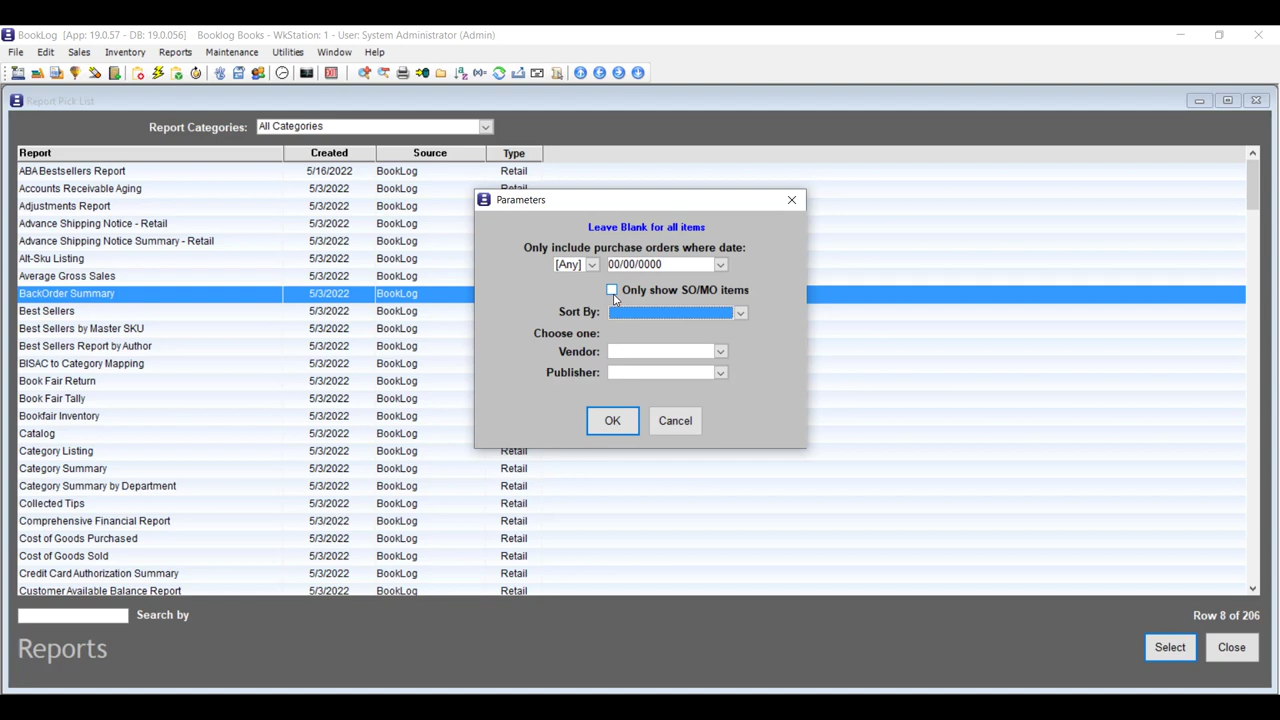 BookLog [App: 19.0.57 - DB: 19.0.056] Booklog Books - WkStation: 1 - User: System Administrator (Admin)
File Edit Sales Inventory Reports Maintenance Utilities Window Help
Report Pick List
Report Categories: All Categories
Report Created Source Type
ABA Bestsellers Report 5/16/2022 BookLog Retail
Accounts Receivable Aging 5/3/2022 BookLog Retail
Adjustments Report 5/3/2022 BookLog
Advance Shipping Notice - Retail 5/3/2022 BookLog
Advance Shipping Notice Summary - Retail 5/3/2022 BookLog
Alt-Sku Listing 5/3/2022 BookLog
Average Gross Sales 5/3/2022 BookLog
BackOrder Summary 5/3/2022 BookLog
Best Sellers 5/3/2022 BookLog
Best Sellers by Master SKU 5/3/2022 BookLog
Best Sellers Report by Author 5/3/2022 BookLog
BISAC to Category Mapping 5/3/2022 BookLog
Book Fair Return 5/3/2022 BookLog
Book Fair Tally 5/3/2022 BookLog
Bookfair Inventory 5/3/2022 BookLog
Catalog 5/3/2022 BookLog
Category Listing 5/3/2022 BookLog Retail
Category Summary 5/3/2022 BookLog Retail
Category Summary by Department 5/3/2022 BookLog Retail
Collected Tips 5/3/2022 BookLog Retail
Comprehensive Financial Report 5/3/2022 BookLog Retail
Cost of Goods Purchased 5/3/2022 BookLog Retail
Cost of Goods Sold 5/3/2022 BookLog Retail
Credit Card Authorization Summary 5/3/2022 BookLog Retail
Customer Available Balance Report 5/3/2022 BookLog Retail
Parameters
Leave Blank for all items
Only include purchase orders where date:
[Any] 00/00/0000
Only show SO/MO items
Sort By:
Choose one:
Vendor:
Publisher:
OK Cancel
Search by
Row 8 of 206
Reports
Select Close